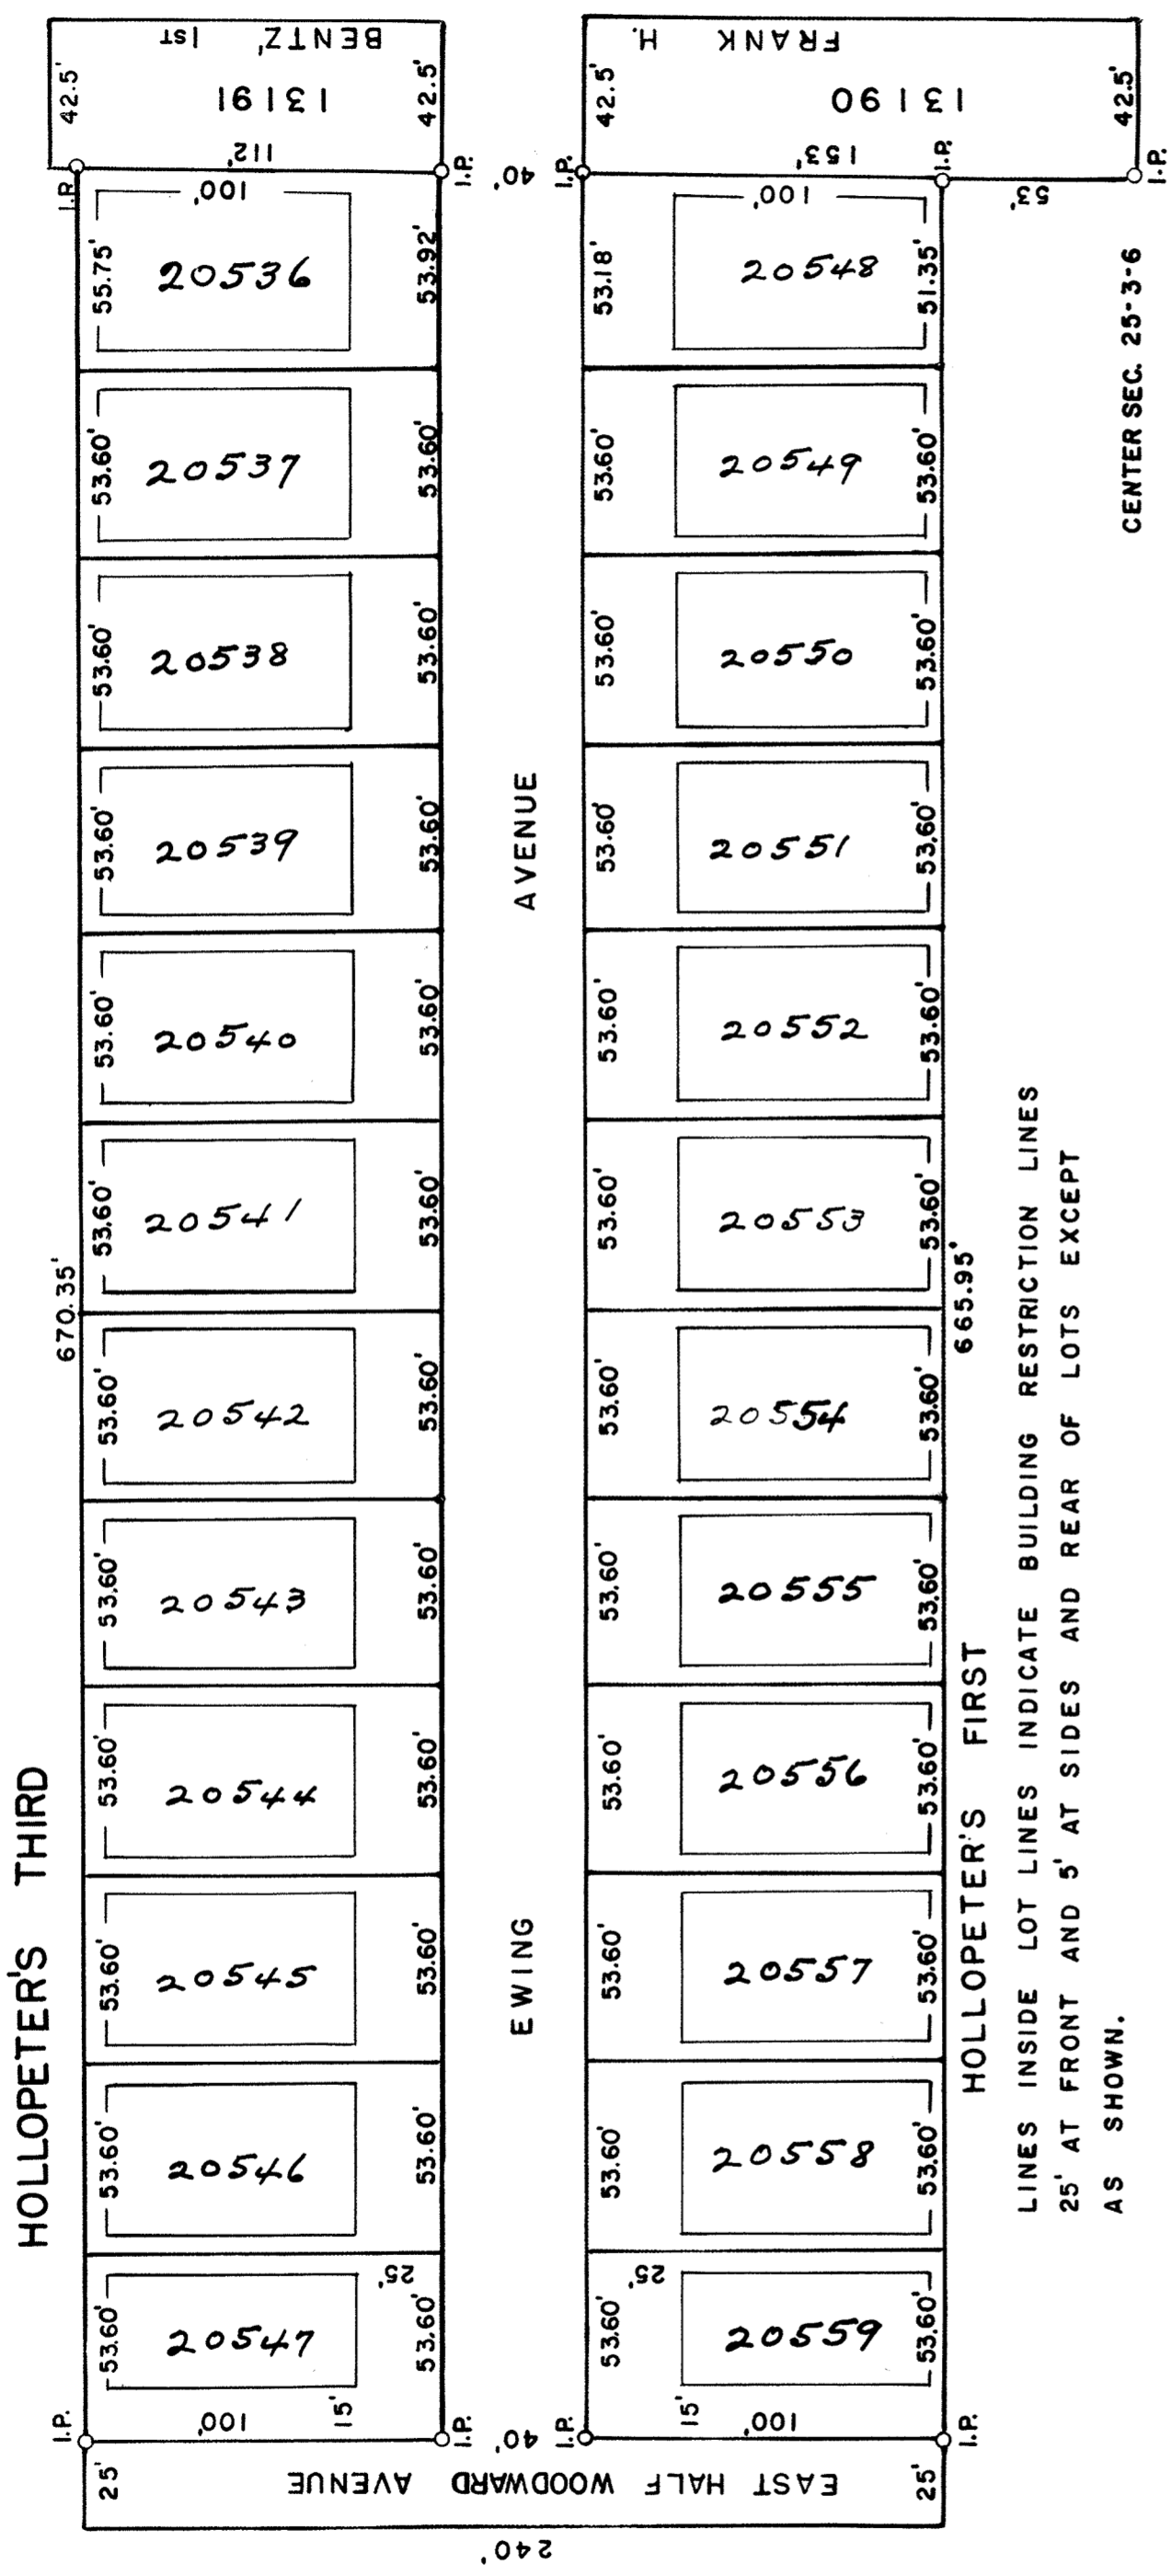 HOLLOPETER'S THIRD
670.35'
I.P. I.P.
25' 53.60' 53.60' 53.60' 53.60' 53.60' 53.60' 53.60' 53.60' 53.60' 53.60' 53.60' 55.75' 42.5'
100' 20547 20546 20545 20544 20543 20542 20541 20540 20539 20538 20537 20536 100' 112'
13191
BENTZ' 1ST
15' 25'
53.60' 53.60' 53.60' 53.60' 53.60' 53.60' 53.60' 53.60' 53.60' 53.60' 53.60' 53.92' 42.5'
I.P. I.P.
40' EWING AVENUE 40'
I.P. I.P.
53.60' 53.60' 53.60' 53.60' 53.60' 53.60' 53.60' 53.60' 53.60 53.60' 53.60' 53.18' 42.5'
15' 25'
100' 20559 20558 20557 20556 20555 20554 20553 20552 20551 20550 20549 20548 100' 153'
13190
FRANK H.
25' 53.60' 53.60' 53.60' 53.60' 53.60' 53.60' 53.60' 53.60' 53.60' 53.60' 53.60' 51.35'
I.P. I.P.
EAST HALF WOODWARD AVENUE
240'
HOLLOPETER'S FIRST
665.95'
53'
42.5'
I.P.
CENTER SEC. 25-3-6
LINES INSIDE LOT LINES INDICATE BUILDING RESTRICTION LINES
25' AT FRONT AND 5' AT SIDES AND REAR OF LOTS EXCEPT
AS SHOWN.